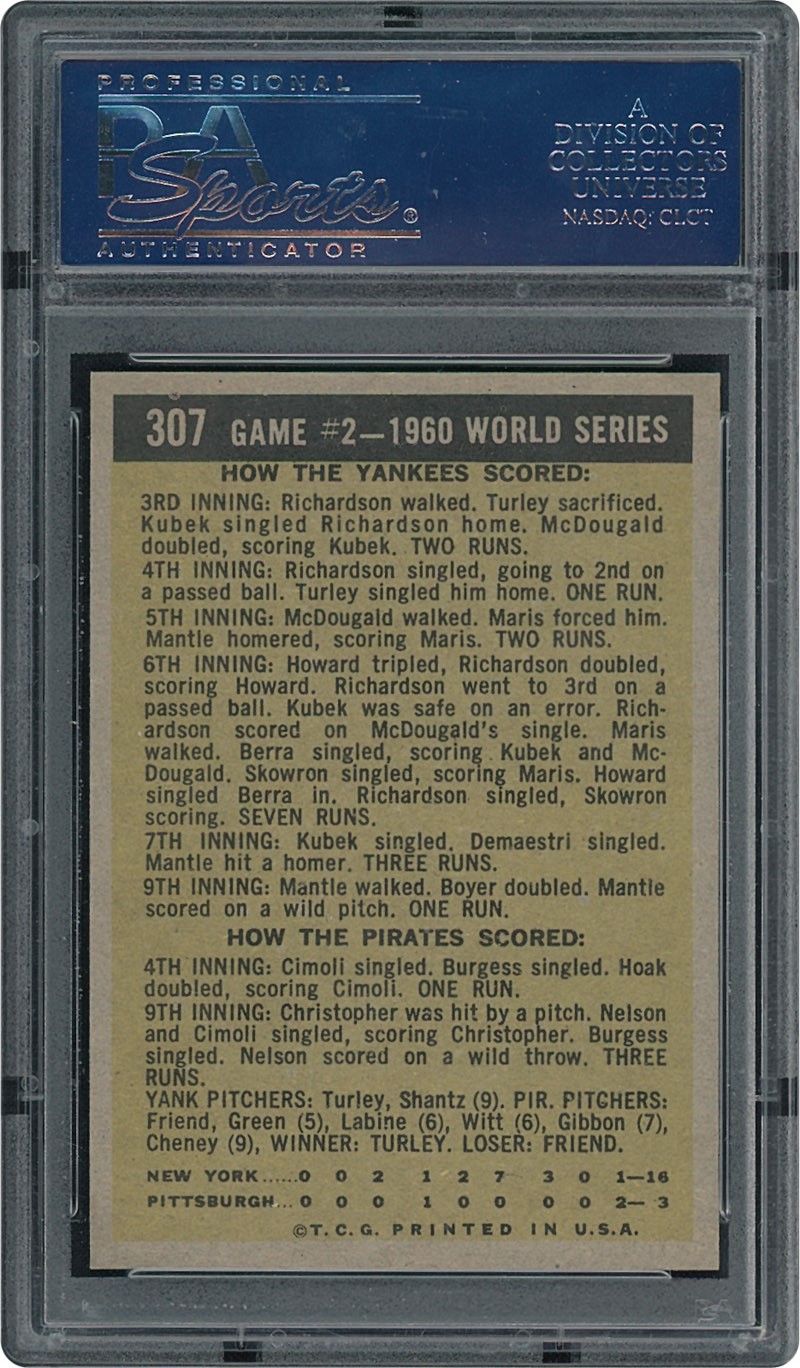 PROFESSIONAL
PSA
Sports®
AUTHENTICATOR
A
DIVISION OF
COLLECTORS
UNIVERSE
NASDAQ: CLCT
307 GAME #2—1960 WORLD SERIES
HOW THE YANKEES SCORED:
3RD INNING: Richardson walked. Turley sacrificed.
Kubek singled Richardson home. McDougald
doubled, scoring Kubek. TWO RUNS.
4TH INNING: Richardson singled, going to 2nd on
a passed ball. Turley singled him home. ONE RUN.
5TH INNING: McDougald walked. Maris forced him.
Mantle homered, scoring Maris. TWO RUNS.
6TH INNING: Howard tripled, Richardson doubled,
scoring Howard. Richardson went to 3rd on a
passed ball. Kubek was safe on an error. Rich-
ardson scored on McDougald's single. Maris
walked. Berra singled, scoring Kubek and Mc-
Dougald. Skowron singled, scoring Maris. Howard
singled Berra in. Richardson singled, Skowron
scoring. SEVEN RUNS.
7TH INNING: Kubek singled. Demaestri singled.
Mantle hit a homer. THREE RUNS.
9TH INNING: Mantle walked. Boyer doubled. Mantle
scored on a wild pitch. ONE RUN.
HOW THE PIRATES SCORED:
4TH INNING: Cimoli singled. Burgess singled. Hoak
doubled, scoring Cimoli. ONE RUN.
9TH INNING: Christopher was hit by a pitch. Nelson
and Cimoli singled, scoring Christopher. Burgess
singled. Nelson scored on a wild throw. THREE
RUNS.
YANK PITCHERS: Turley, Shantz (9). PIR. PITCHERS:
Friend, Green (5), Labine (6), Witt (6), Gibbon (7),
Cheney (9), WINNER: TURLEY. LOSER: FRIEND.
NEW YORK......0 0 2 1 2 7 3 0 1—16
PITTSBURGH...0 0 0 1 0 0 0 0 2— 3
©T. C. G. PRINTED IN U.S.A.
PSA